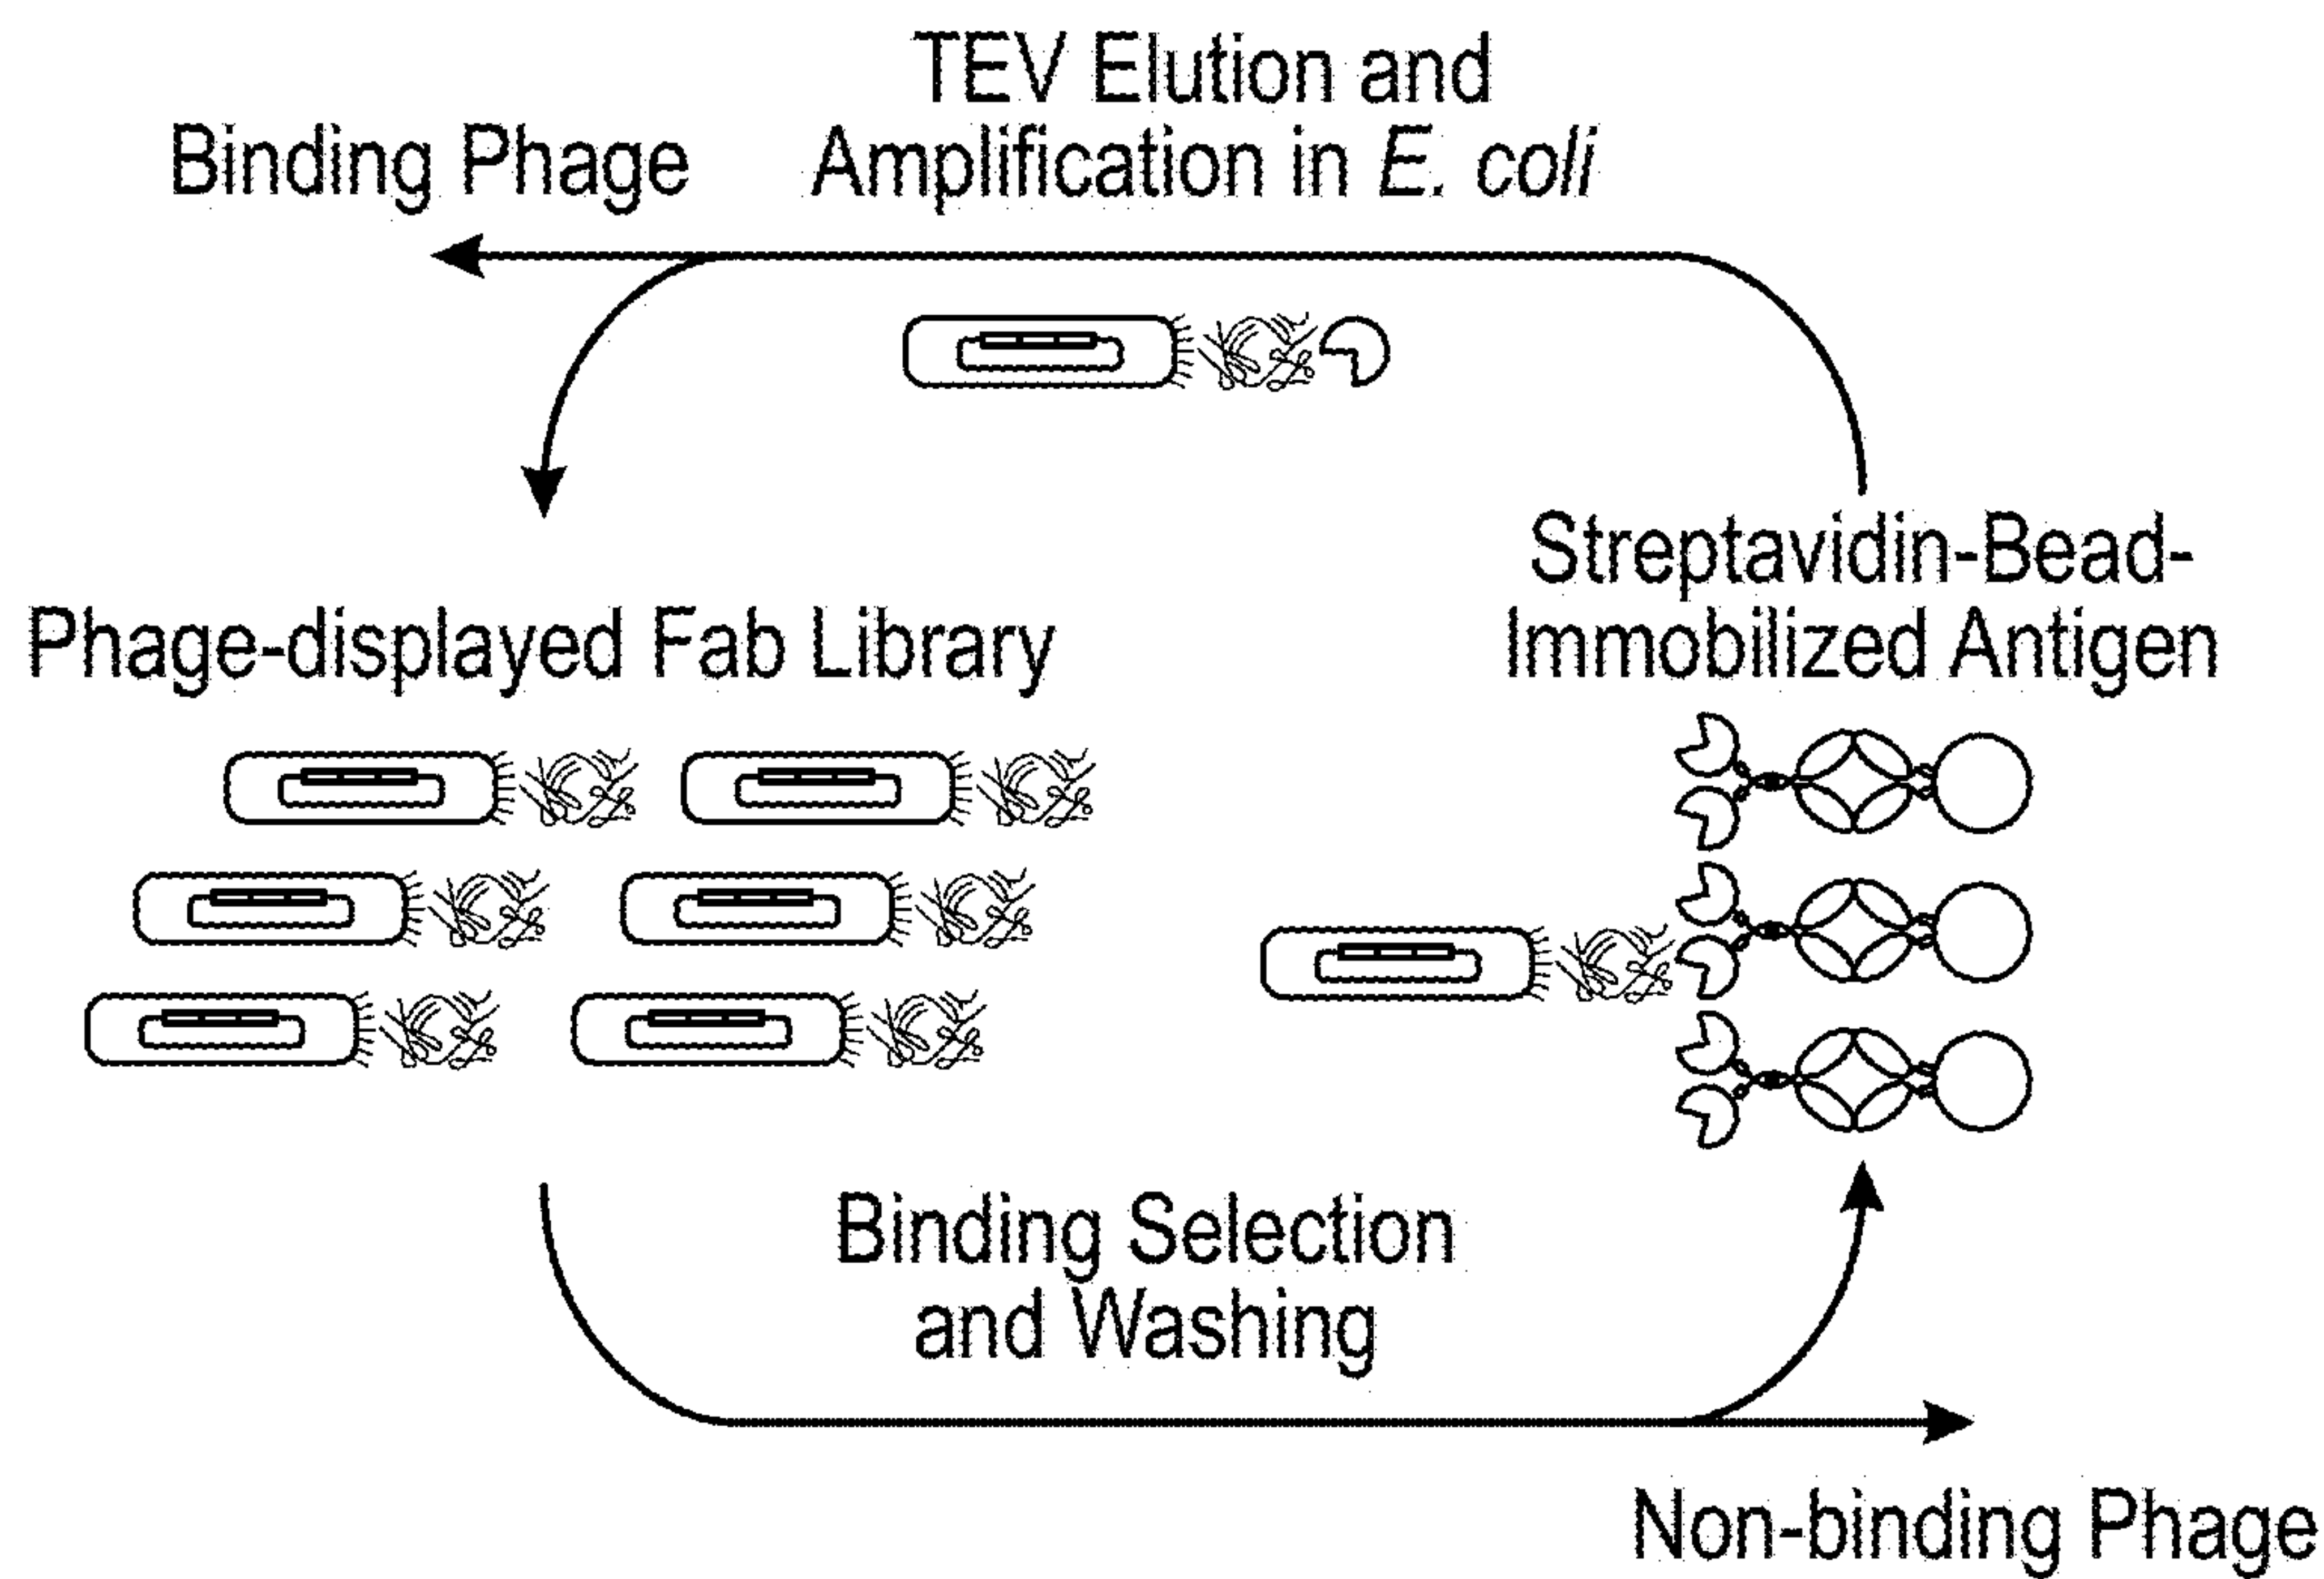 TEV Elution and
Amplification in E. coli
Binding Phage
Streptavidin-Bead-
Immobilized Antigen
Phage-displayed Fab Library
Binding Selection
and Washing
Non-binding Phage